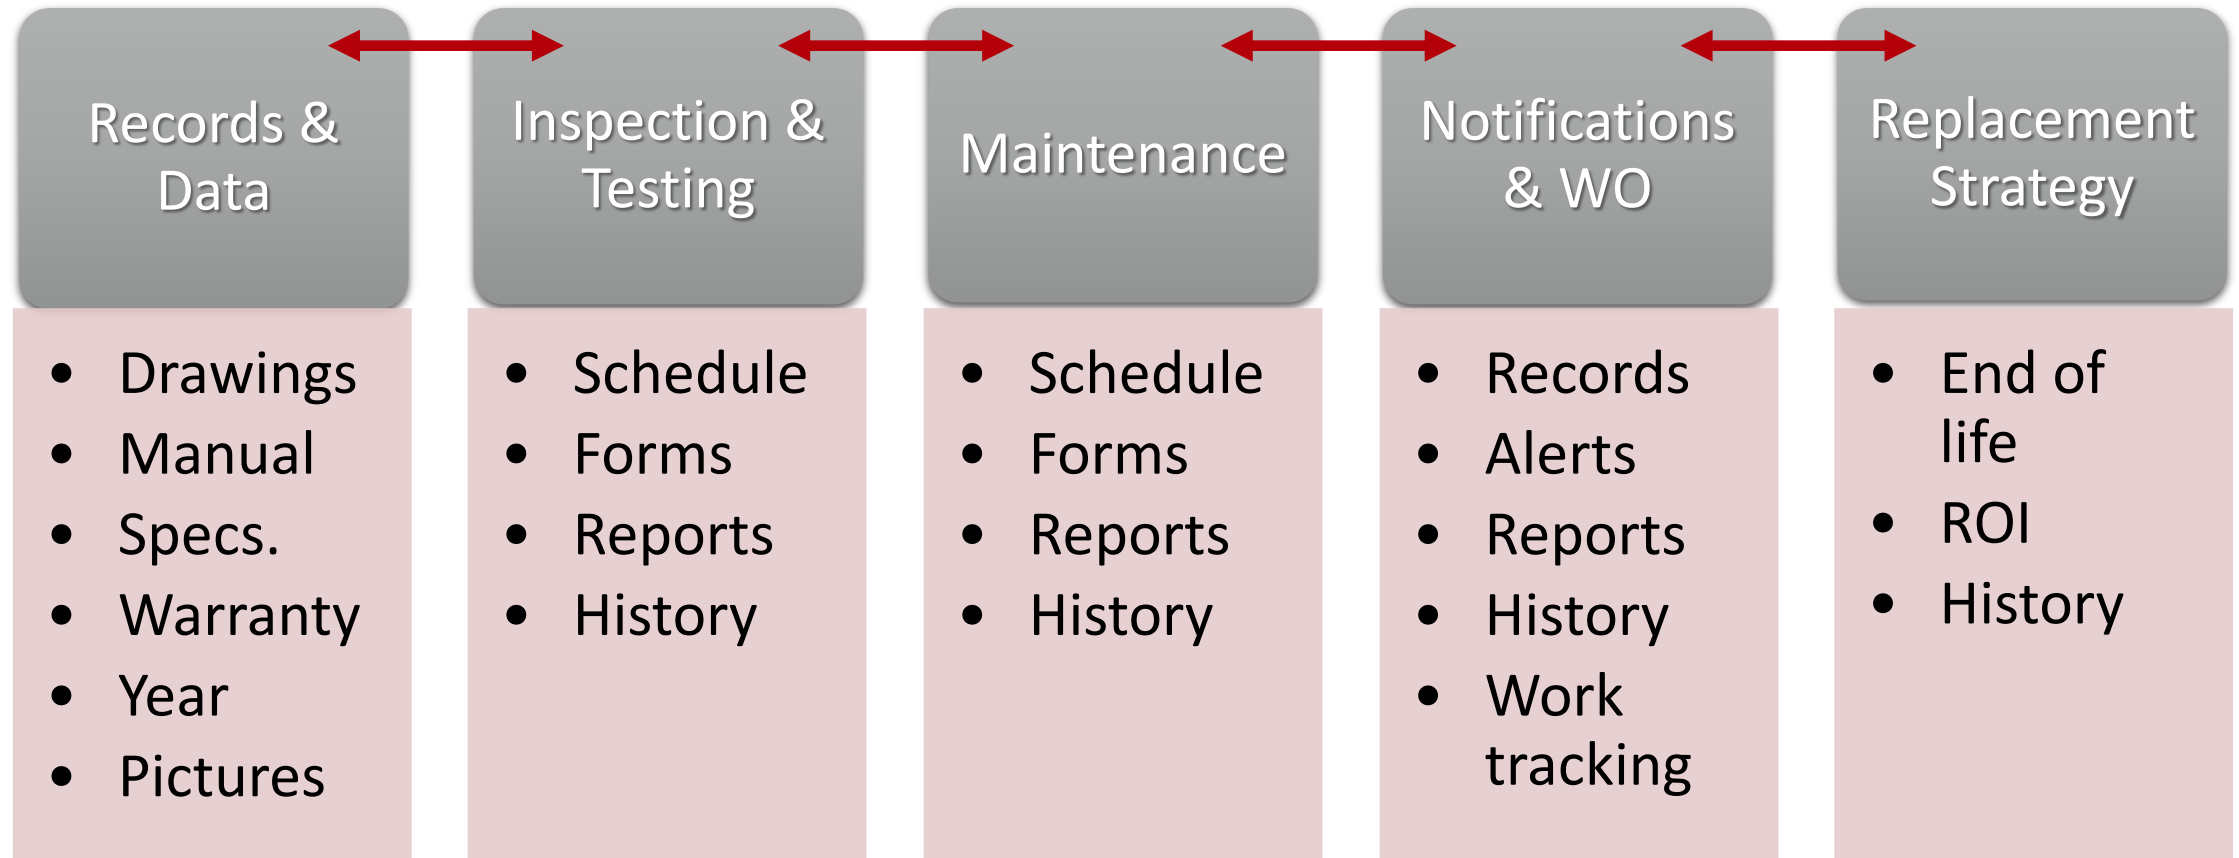 Records &
Data
Inspection &
Testing
Maintenance
Notifications
& WO
Replacement
Strategy
• Drawings
• Manual
• Specs.
• Warranty
• Year
• Pictures
• Schedule
• Forms
• Reports
• History
• Schedule
• Forms
• Reports
• History
• Records
• Alerts
• Reports
• History
• Work
tracking
• End of
life
• ROI
• History